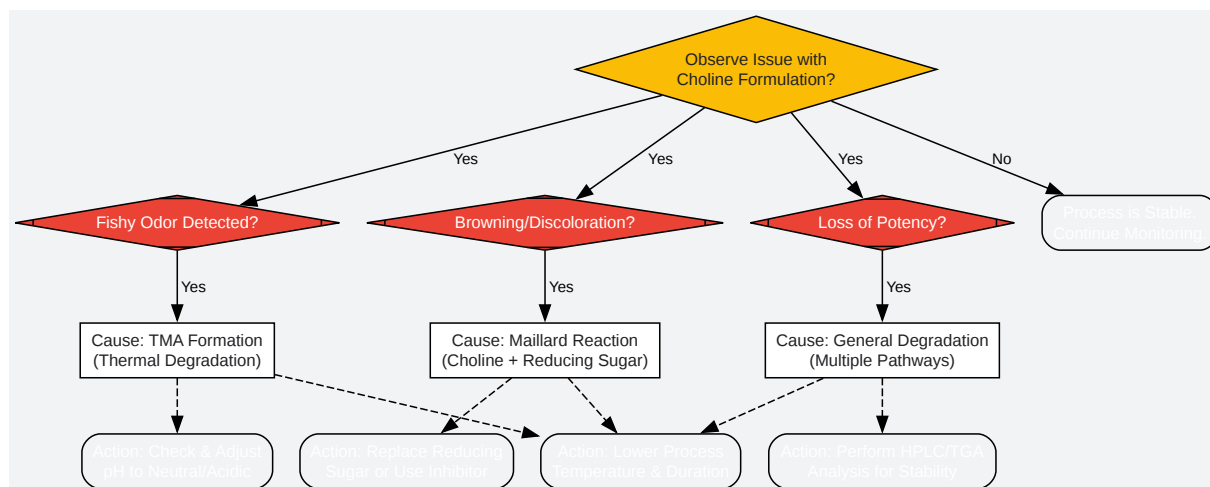 Observe Issue with
Choline Formulation?
Yes
Yes
Yes
No
Fishy Odor Detected?
Browning/Discoloration?
Loss of Potency?
Process is Stable.
Continue Monitoring.
Yes
Yes
Yes
Cause: TMA Formation
(Thermal Degradation)
Cause: Maillard Reaction
(Choline + Reducing Sugar)
Cause: General Degradation
(Multiple Pathways)
Action: Check & Adjust
pH to Neutral/Acidic
Action: Replace Reducing
Sugar or Use Inhibitor
Action: Lower Process
Temperature & Duration
Action: Perform HPLC/TGA
Analysis for Stability